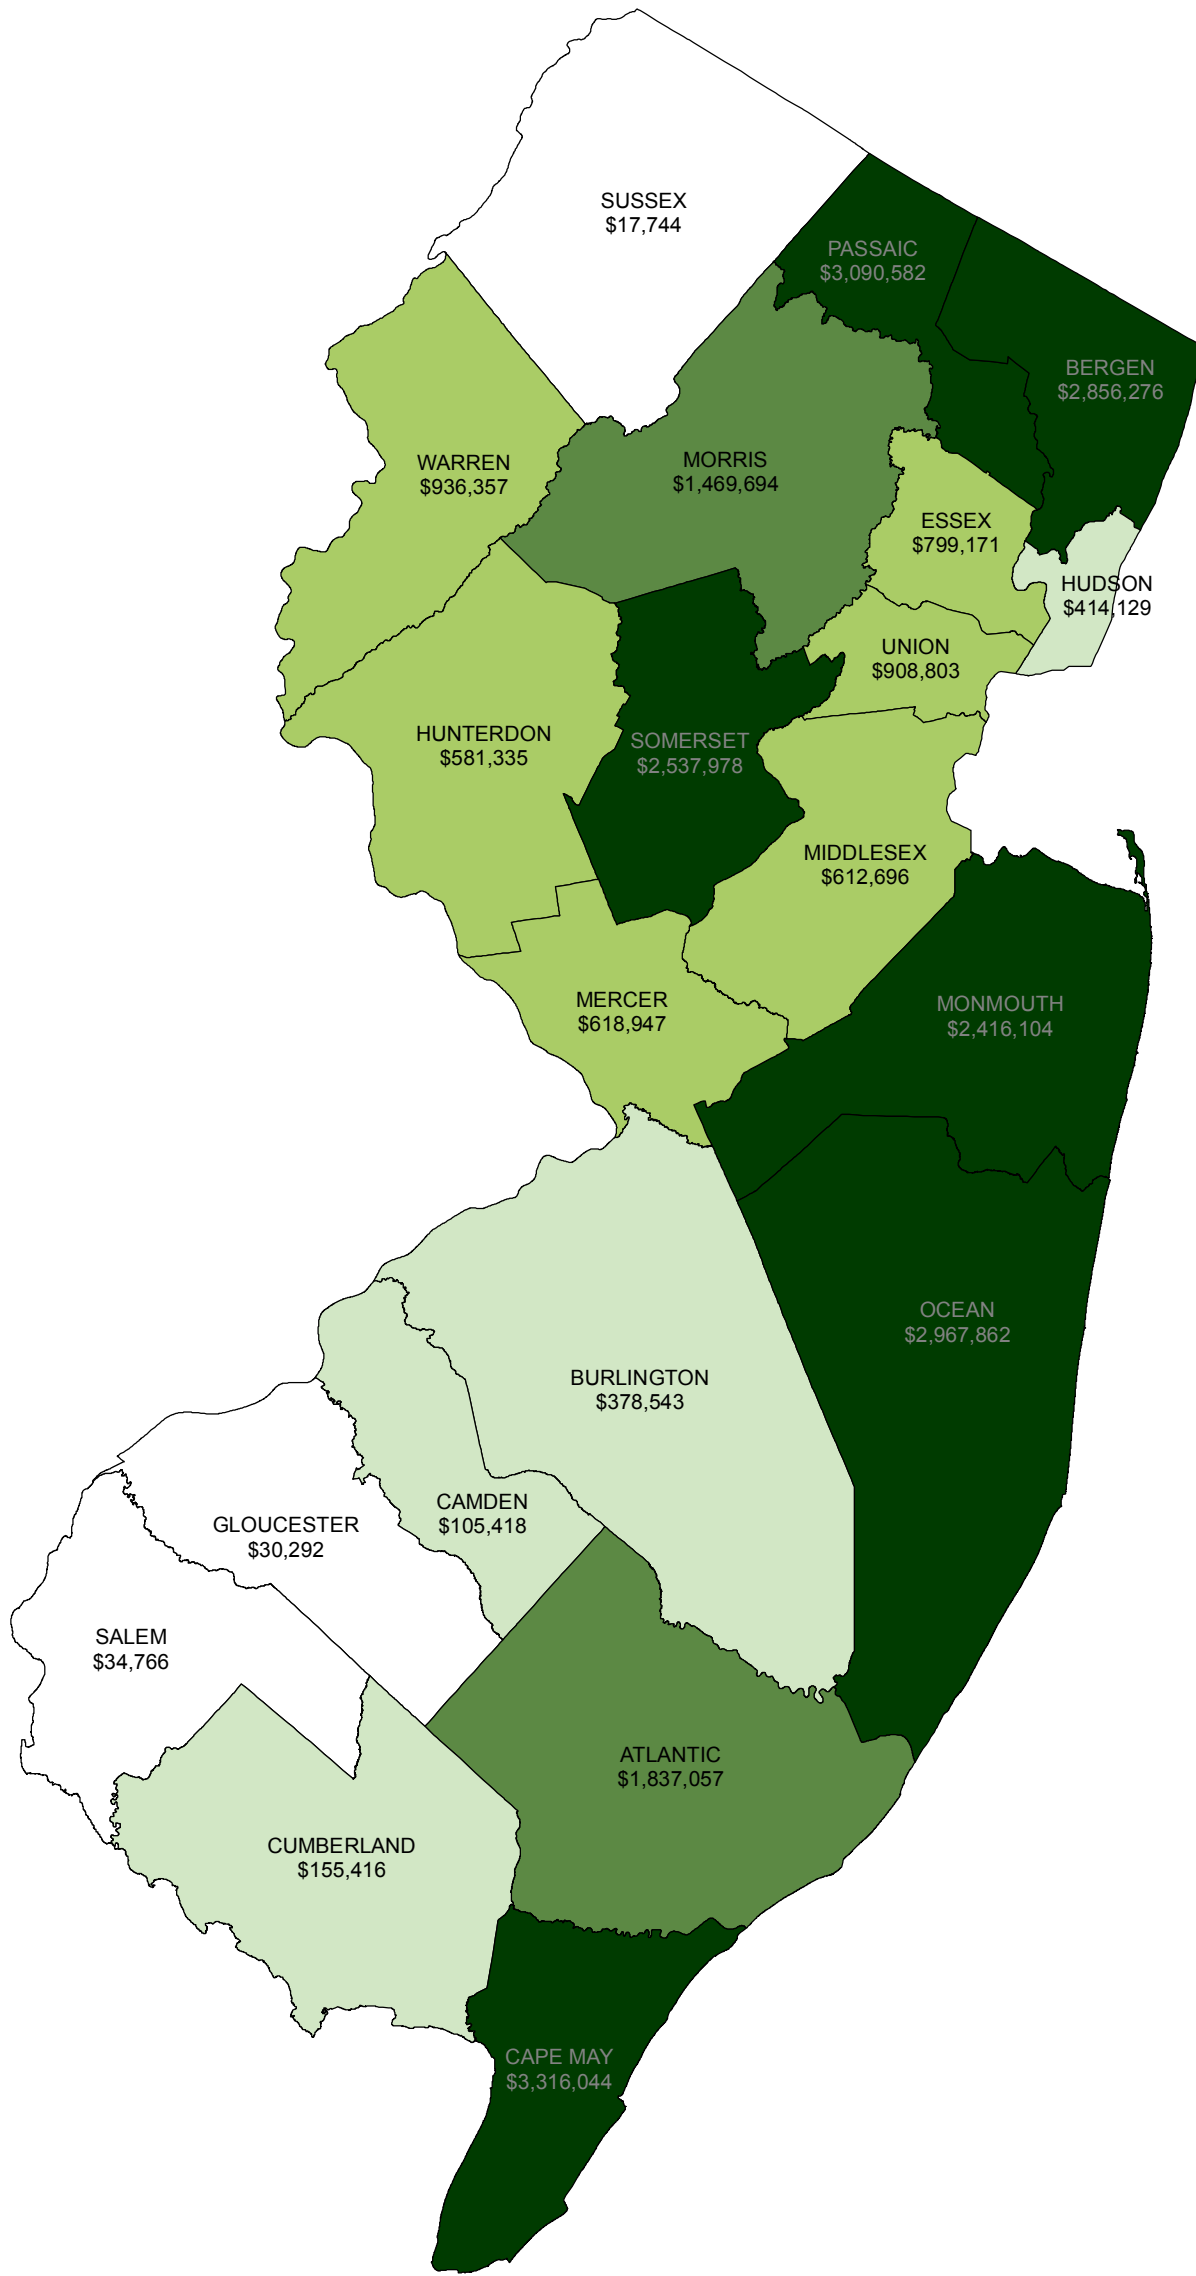 SUSSEX
$17,744
PASSAIC
$3,090,582
BERGEN
$2,856,276
WARREN
$936,357
MORRIS
$1,469,694
ESSEX
$799,171
HUDSON
$414,129
UNION
$908,803
HUNTERDON
$581,335
SOMERSET
$2,537,978
MIDDLESEX
$612,696
MERCER
$618,947
MONMOUTH
$2,416,104
OCEAN
$2,967,862
BURLINGTON
$378,543
CAMDEN
$105,418
GLOUCESTER
$30,292
SALEM
$34,766
ATLANTIC
$1,837,057
CUMBERLAND
$155,416
CAPE MAY
$3,316,044